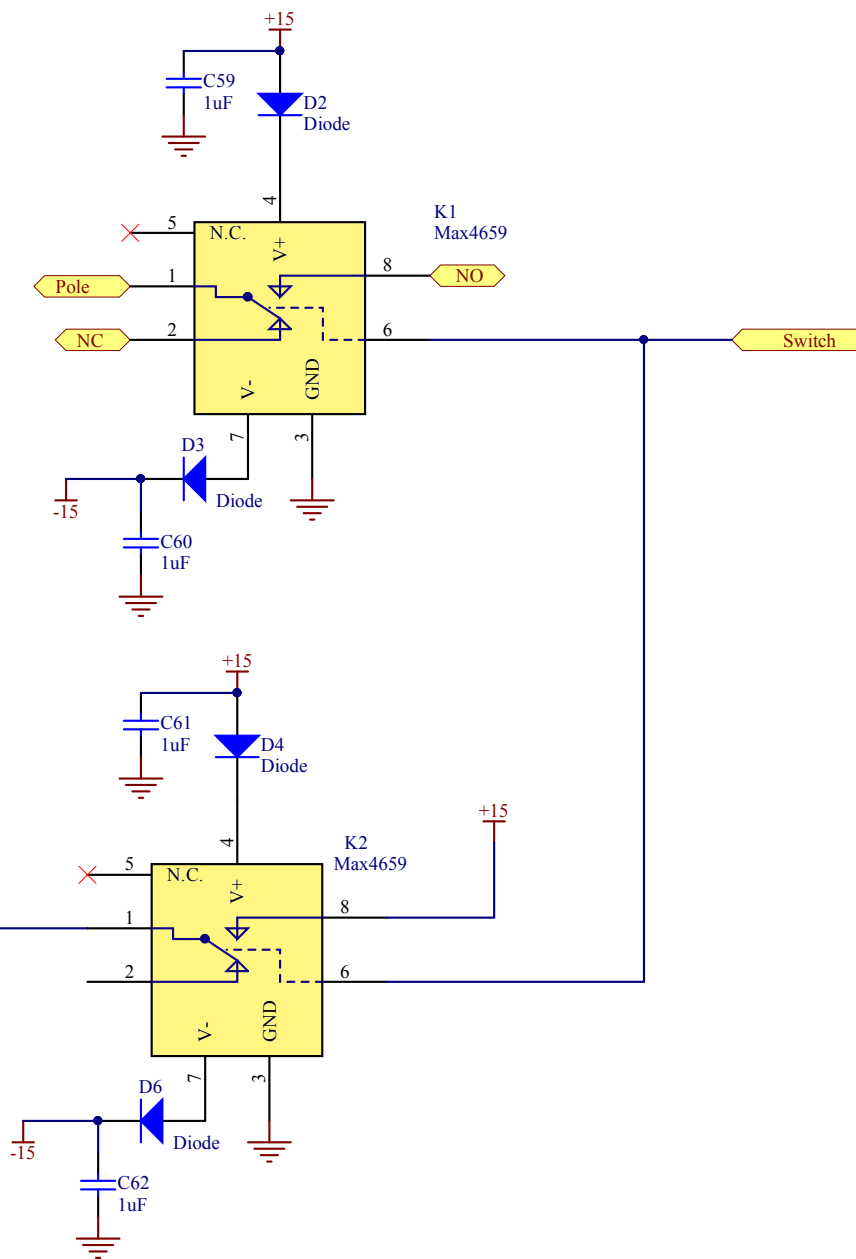 +15
C59
1uF
D2
Diode
4
K1
Max4659
5
N.C.
V+
Pole
1
8
NO
NC
2
6
Switch
V-
GND
7
3
D3
Diode
-15
C60
1uF
+15
C61
1uF
D4
Diode
+15
4
K2
Max4659
5
N.C.
V+
1
8
2
6
V-
GND
7
3
D6
Diode
-15
C62
1uF